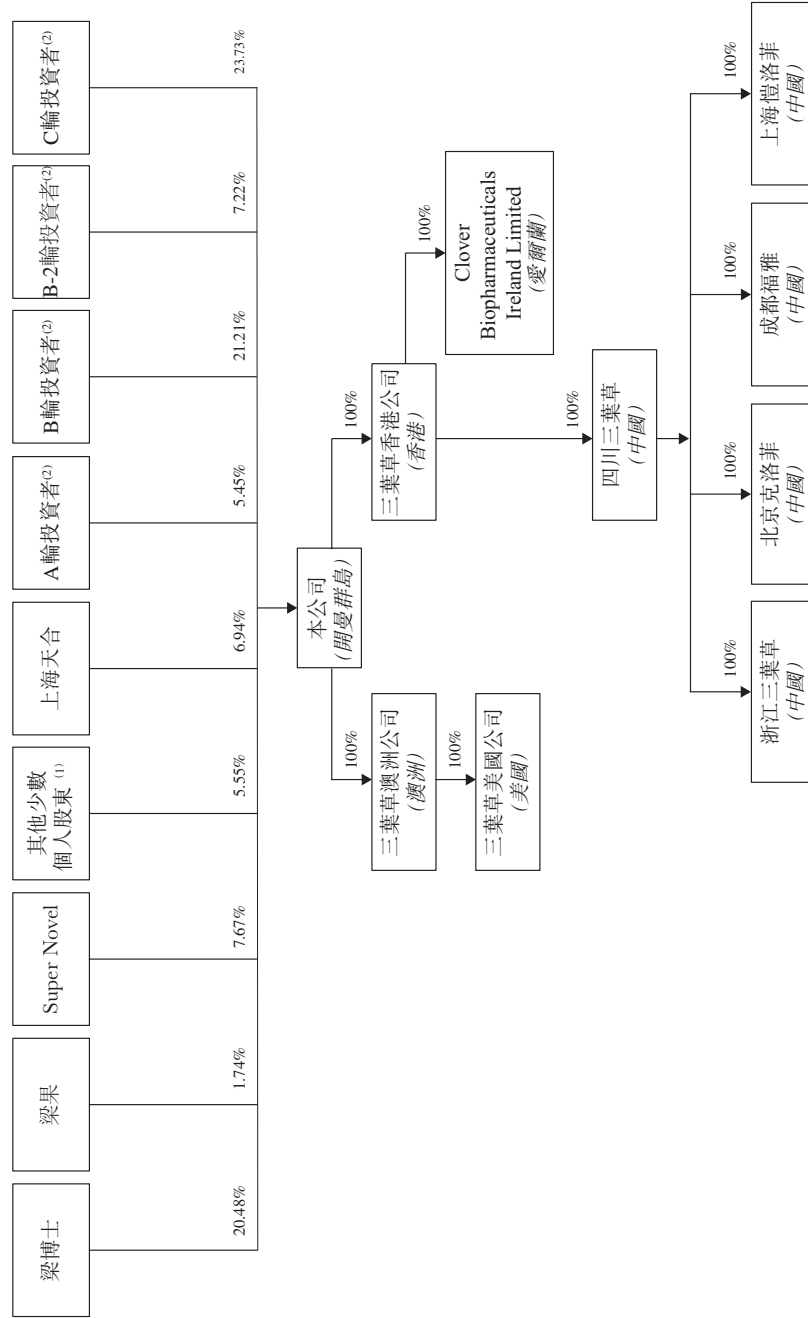 梁博士
梁果
Super Novel
其他少數
個人股東 (1)
上海天合
A輪投資者(2)
B輪投資者(2)
B-2輪投資者(2)
C輪投資者(2)
20.48%
1.74%
7.67%
5.55%
6.94%
5.45%
21.21%
7.22%
23.73%
本公司
(開曼群島)
100%
100%
三葉草澳洲公司
(澳洲)
三葉草香港公司
(香港)
100%
100%
三葉草美國公司
(美國)
Clover
Biopharmaceuticals
Ireland Limited
(愛爾蘭)
100%
四川三葉草
(中國)
100%
100%
100%
100%
浙江三葉草
(中國)
北京克洛菲
(中國)
成都福雅
(中國)
上海愷洛菲
(中國)